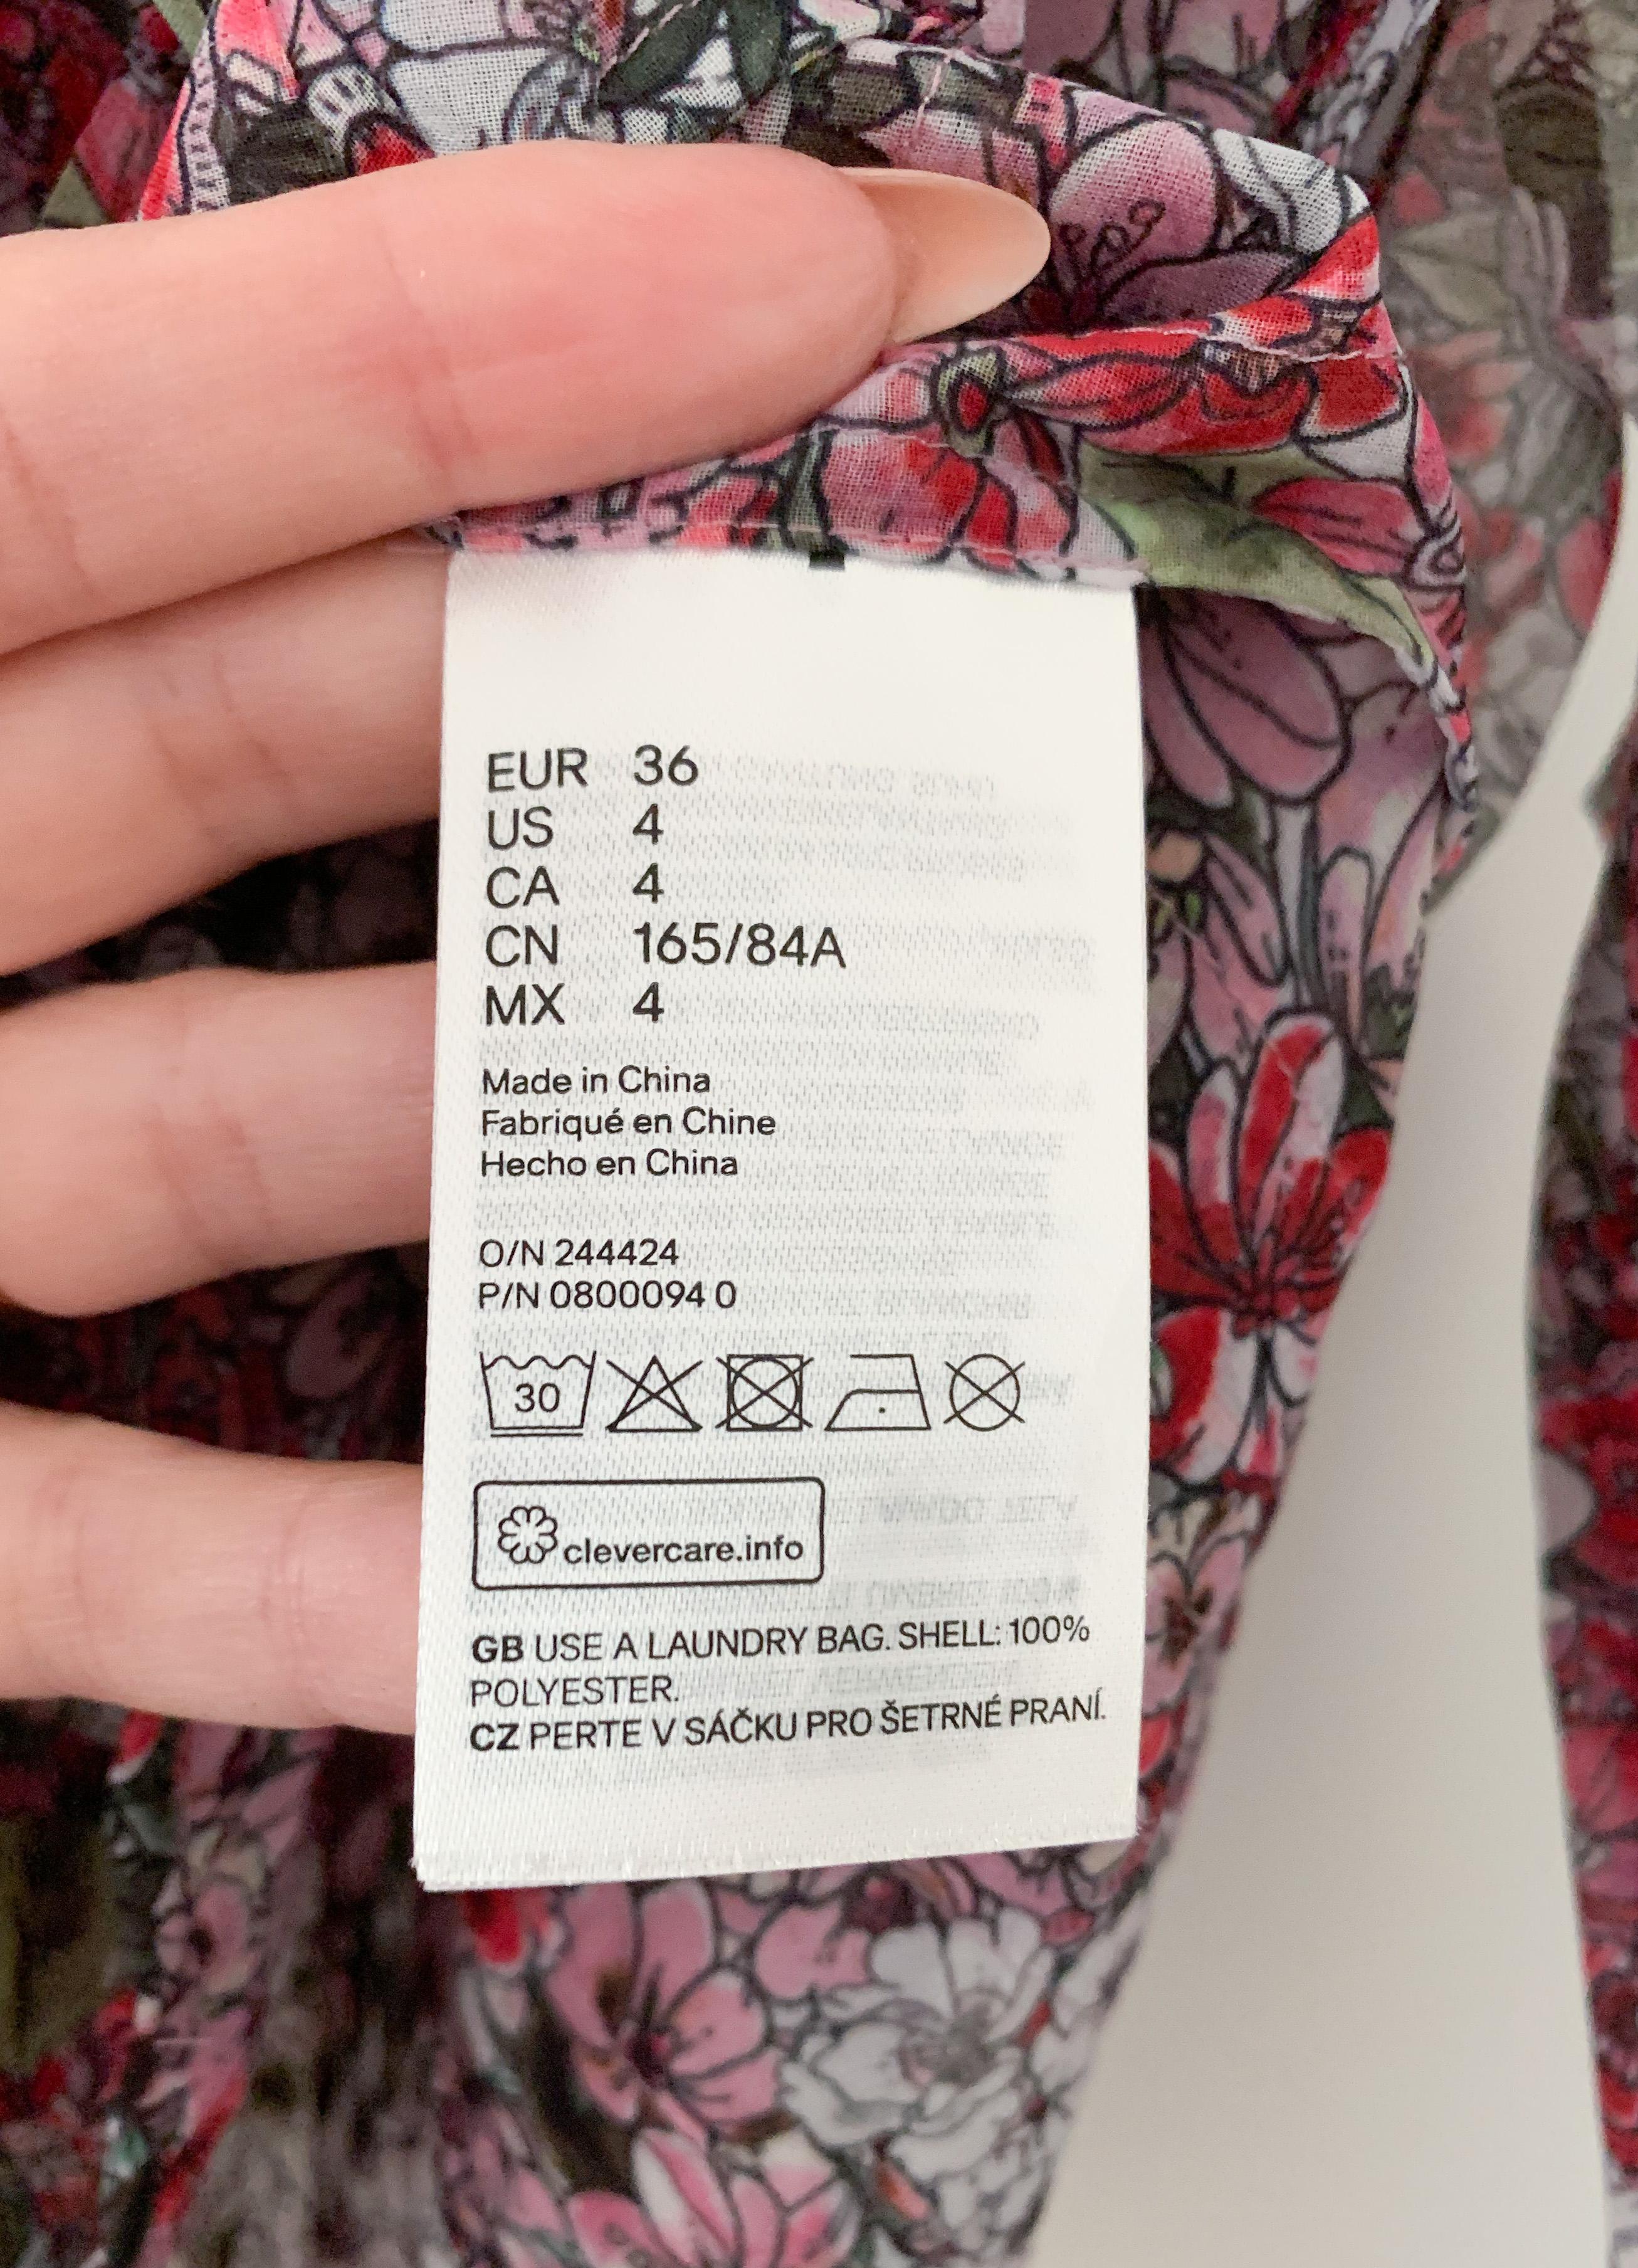 EUR 36
US 4
CA 4
CN 165/84A
MX 4
Made in China
Fabriqué en Chine
Hecho en China
O/N 244424
P/N 0800094 0
30
clevercare.info
GB USE A LAUNDRY BAG. SHELL: 100%
POLYESTER.
CZ PERTE V SÁČKU PRO ŠETRNÉ PRANÍ.